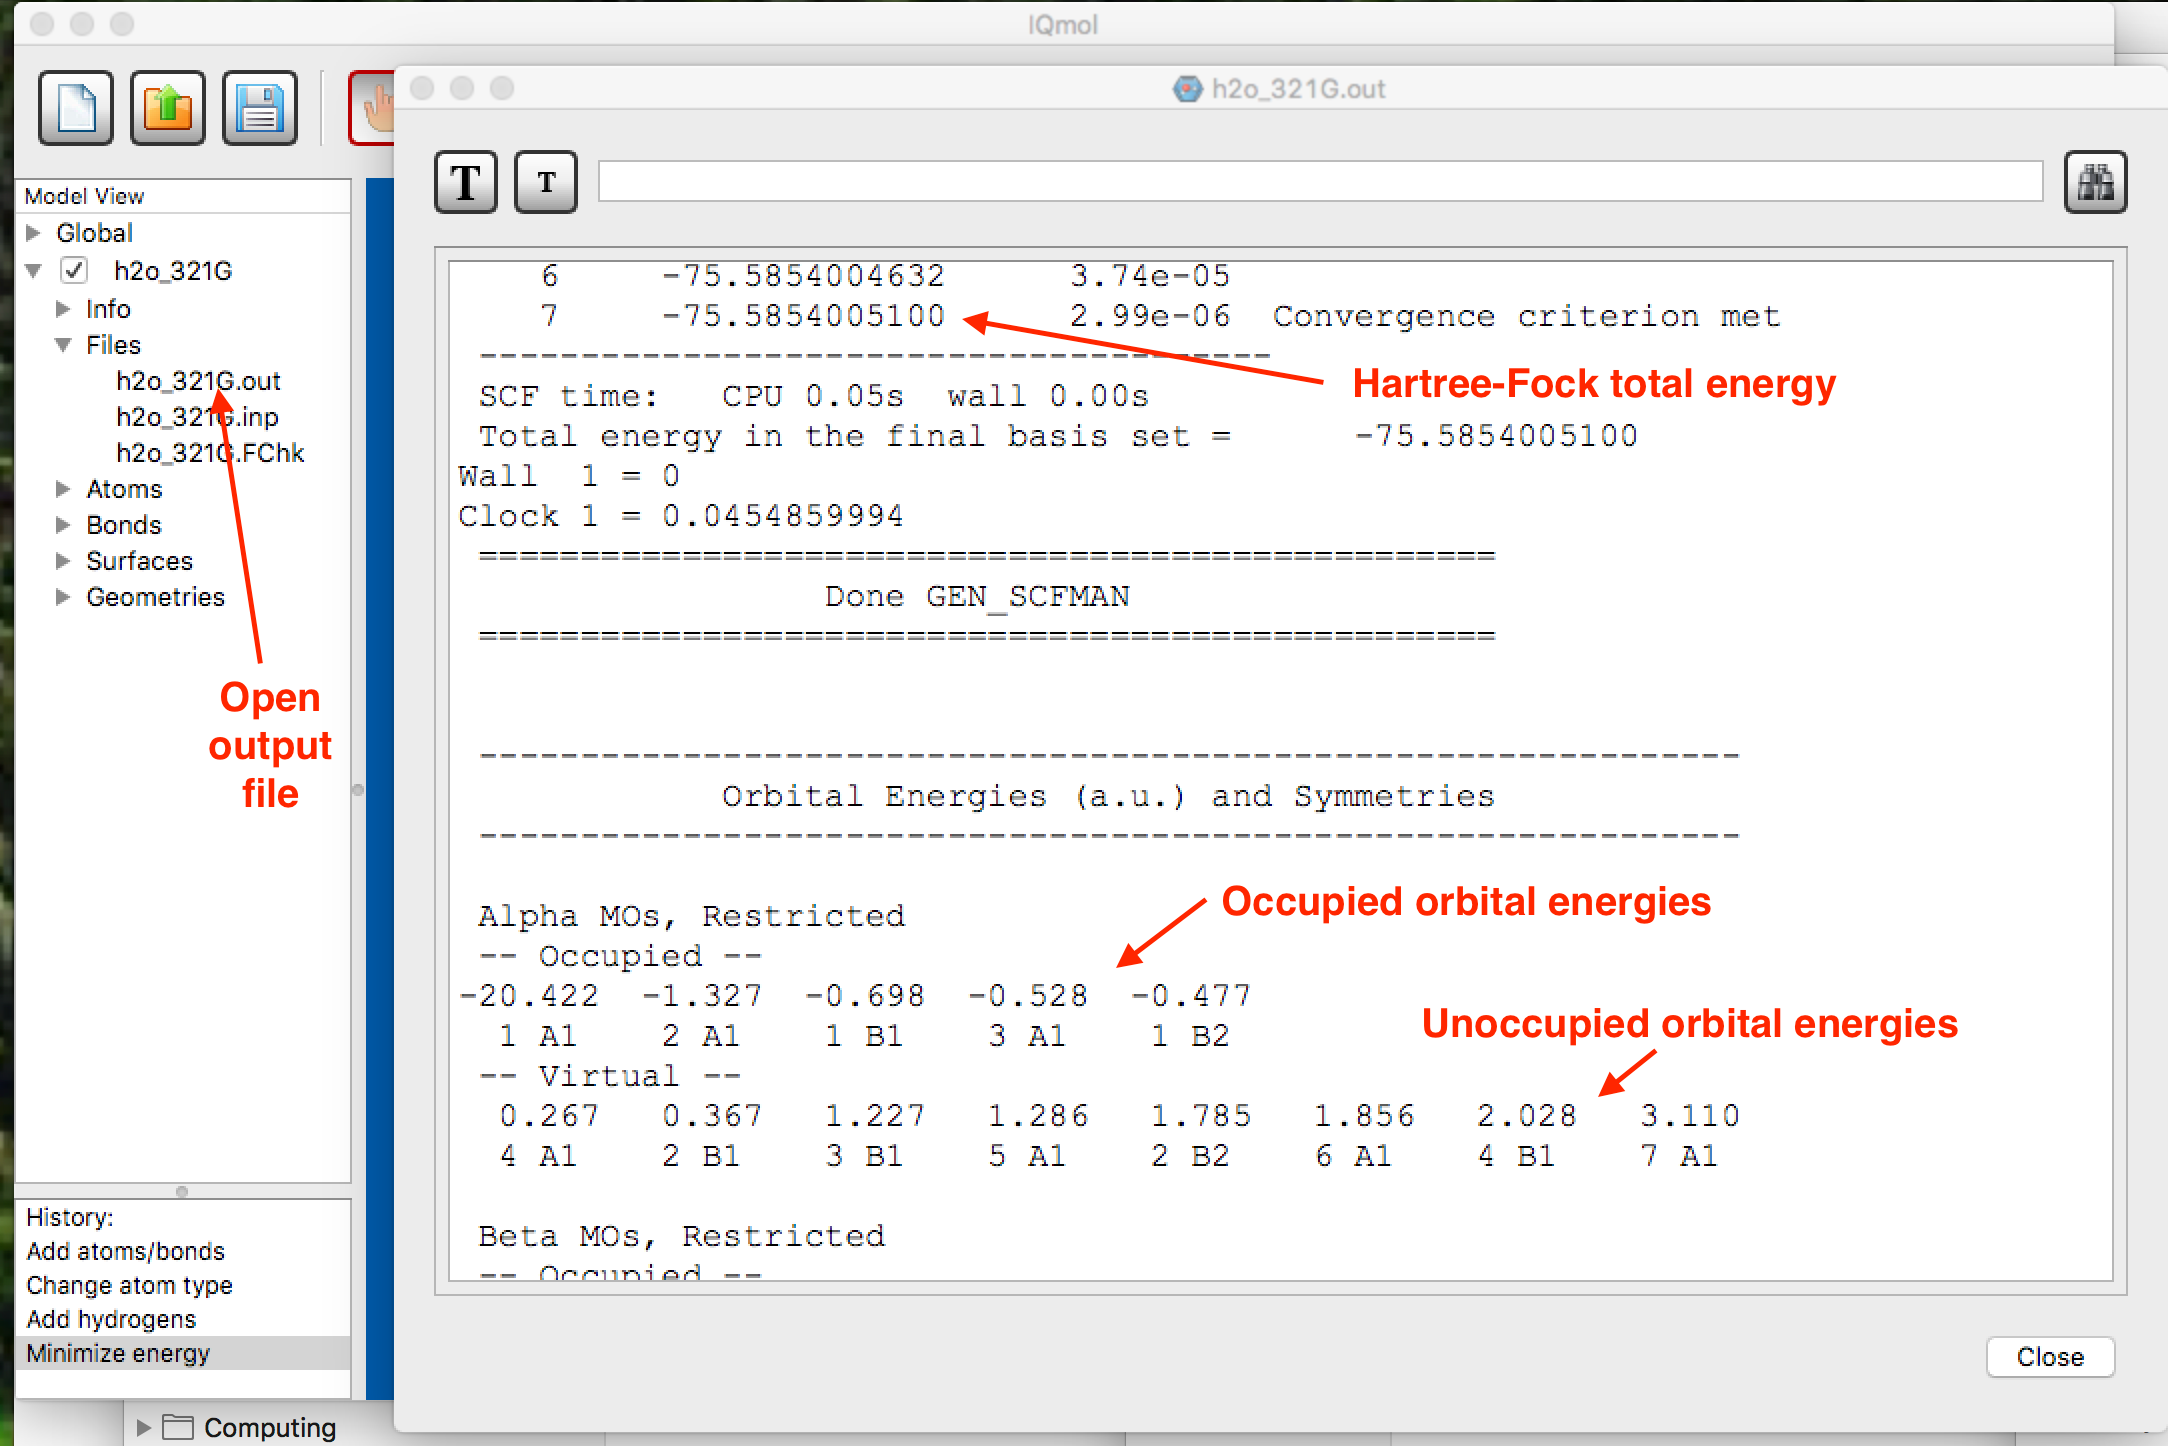 IQmol
h2o_321G.out
T T
Model View
Global
h2o_321G
Info
Files
h2o_321G.out
h2o_321G.inp
h2o_321G.FChk
Atoms
Bonds
Surfaces
Geometries
Open
output
file
History:
Add atoms/bonds
Change atom type
Add hydrogens
Minimize energy
Computing
6 -75.5854004632 3.74e-05
7 -75.5854005100 2.99e-06 Convergence criterion met
---------------------------------------
Hartree-Fock total energy
SCF time: CPU 0.05s wall 0.00s
Total energy in the final basis set = -75.5854005100
Wall 1 = 0
Clock 1 = 0.0454859994
==================================================
Done GEN_SCFMAN
==================================================
--------------------------------------------------------------
Orbital Energies (a.u.) and Symmetries
--------------------------------------------------------------
Occupied orbital energies
Alpha MOs, Restricted
-- Occupied --
-20.422 -1.327 -0.698 -0.528 -0.477
1 A1 2 A1 1 B1 3 A1 1 B2
Unoccupied orbital energies
-- Virtual --
0.267 0.367 1.227 1.286 1.785 1.856 2.028 3.110
4 A1 2 B1 3 B1 5 A1 2 B2 6 A1 4 B1 7 A1
Beta MOs, Restricted
-- Occupied --
Close